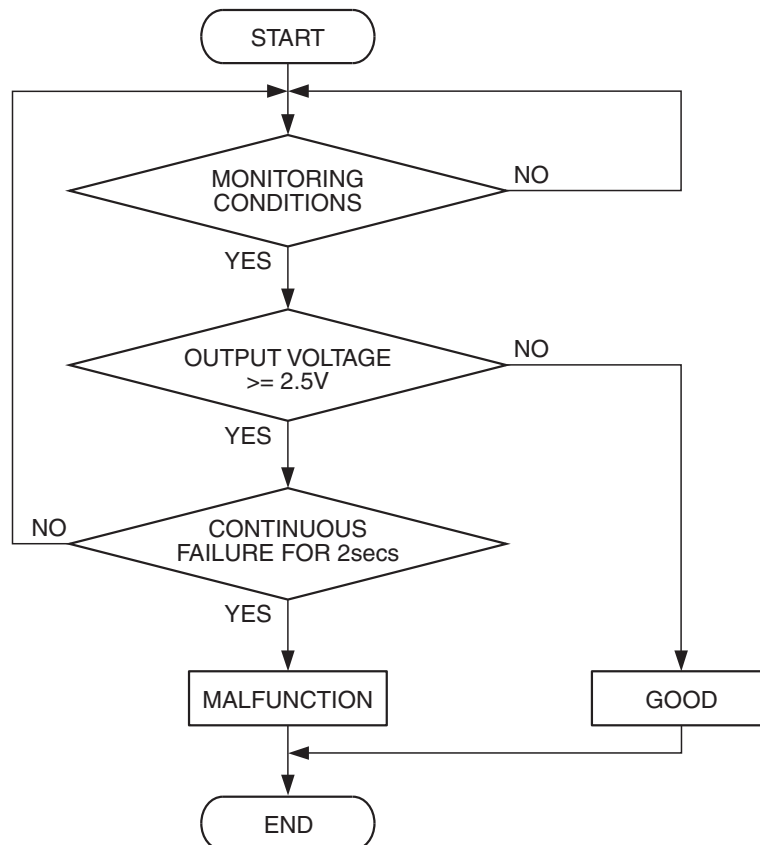 START
MONITORING
CONDITIONS
NO
YES
OUTPUT VOLTAGE
>= 2.5V
NO
YES
CONTINUOUS
FAILURE FOR 2secs
NO
YES
MALFUNCTION
GOOD
END